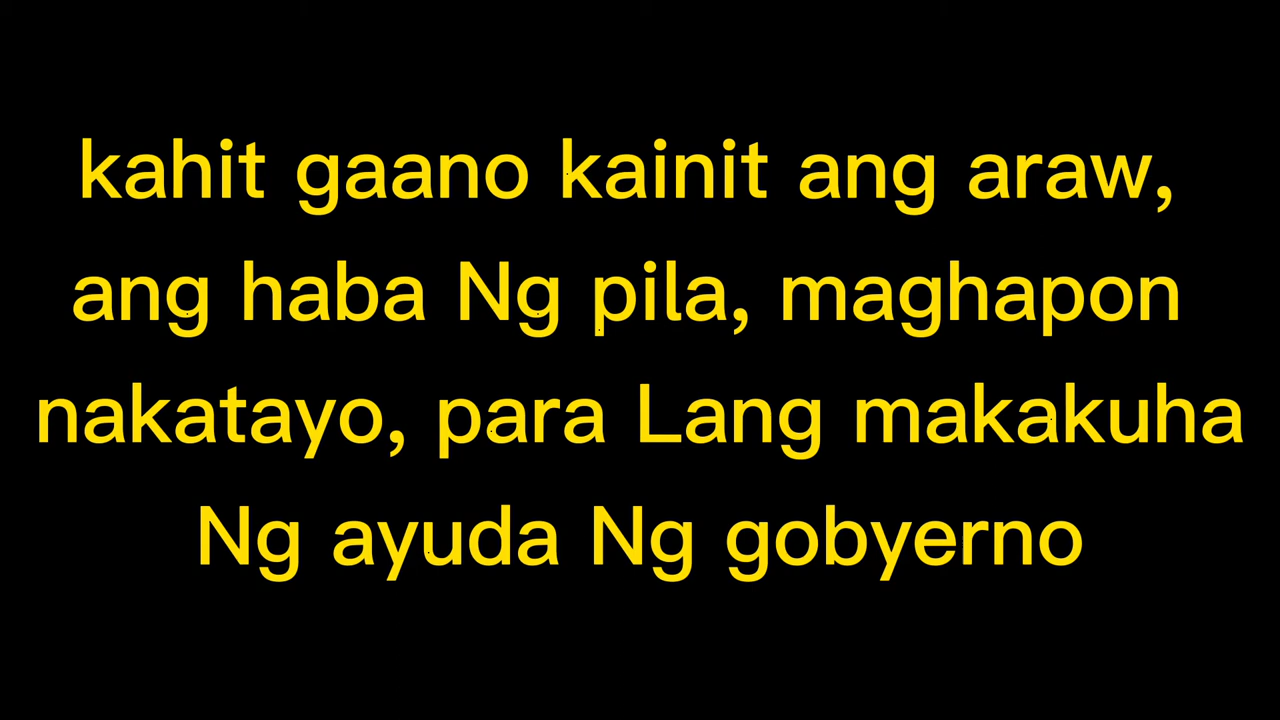 kahit gaano kainit ang araw,
ang haba Ng pila, maghapon
nakatayo, para Lang makakuha
Ng ayuda Ng gobyerno